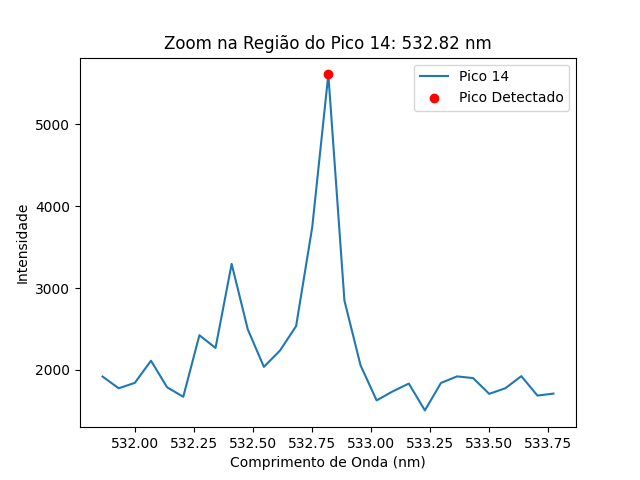 Zoom na Região do Pico 14: 532.82 nm
Pico 14
Pico Detectado
Intensidade
5000
4000
3000
2000
532.00 532.25 532.50 532.75 533.00 533.25 533.50 533.75
Comprimento de Onda (nm)